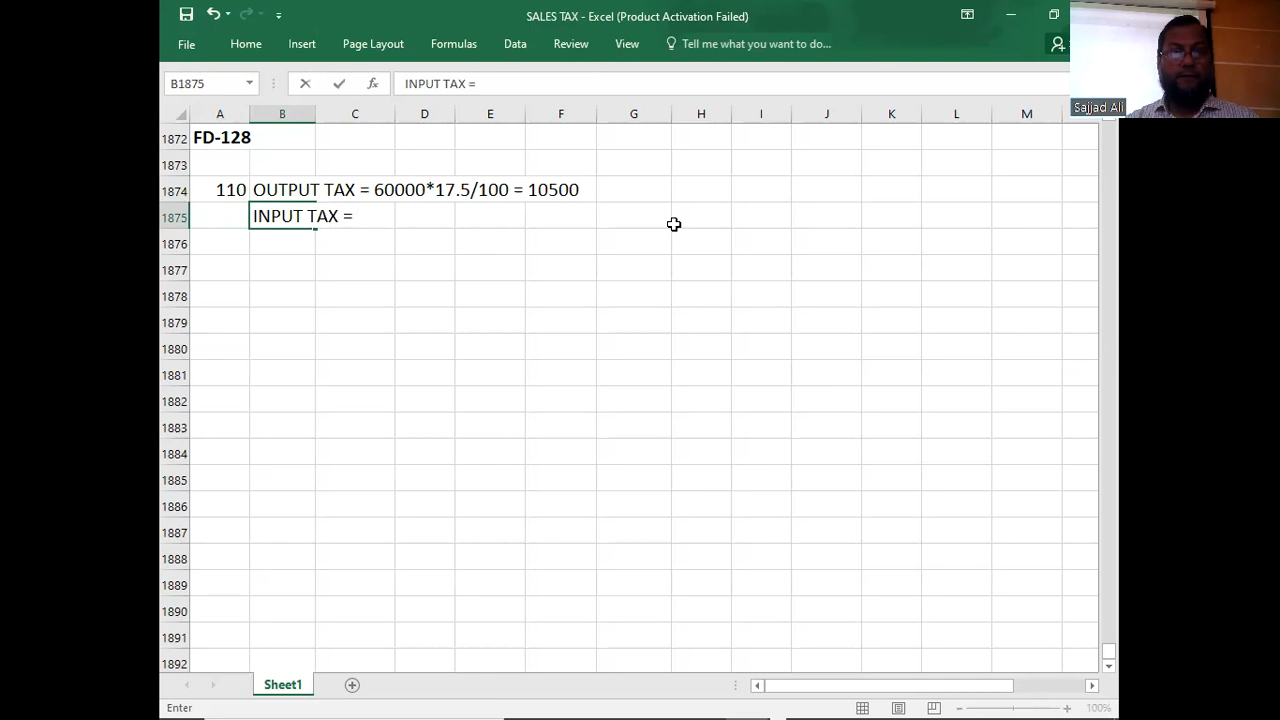 SALES TAX - Excel (Product Activation Failed)
File Home Insert Page Layout Formulas Data Review View Tell me what you want to do...
B1875 INPUT TAX =
Sajjad Ali
A B C D E F G H I J K L M
1872 FD-128
1873
1874 110 OUTPUT TAX = 60000*17.5/100 = 10500
1875 INPUT TAX =
1876
1877
1878
1879
1880
1881
1882
1883
1884
1885
1886
1887
1888
1889
1890
1891
1892
Sheet1
Enter 100%